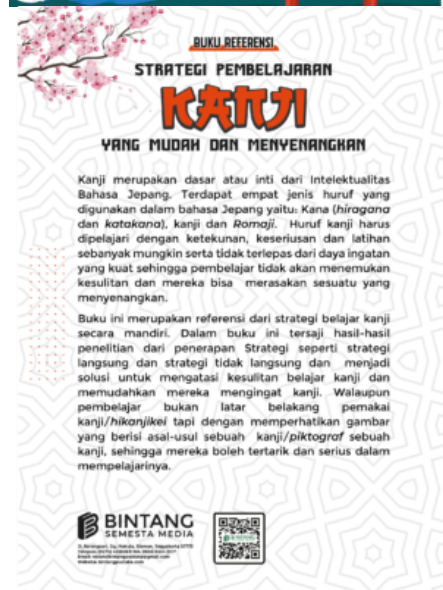 BUKU REFERENSI
STRATEGI PEMBELAJARAN
KANJI
YANG MUDAH DAN MENYENANGKAN
Kanji merupakan dasar atau inti dari Intelektualitas
Bahasa Jepang. Terdapat empat jenis huruf yang
digunakan dalam bahasa Jepang yaitu: Kana (hiragana
dan katakana), kanji dan Romaji. Huruf kanji harus
dipelajari dengan ketekunan, keseriusan dan latihan
sebanyak mungkin serta tidak terlepas dari daya ingatan
yang kuat sehingga pembelajar tidak akan menemukan
kesulitan dan mereka bisa merasakan sesuatu yang
menyenangkan.
Buku ini merupakan referensi dari strategi belajar kanji
secara mandiri. Dalam buku ini tersaji hasil-hasil
penelitian dari penerapan Strategi seperti strategi
langsung dan strategi tidak langsung dan menjadi
solusi untuk mengatasi kesulitan belajar kanji dan
memudahkan mereka mengingat kanji. Walaupun
pembelajar bukan latar belakang pemakai
kanji/hikanjikei tapi dengan memperhatikan gambar
yang berisi asal-usul sebuah kanji/piktograf sebuah
kanji, sehingga mereka boleh tertarik dan serius dalam
mempelajarinya.
BINTANG
SEMESTA MEDIA